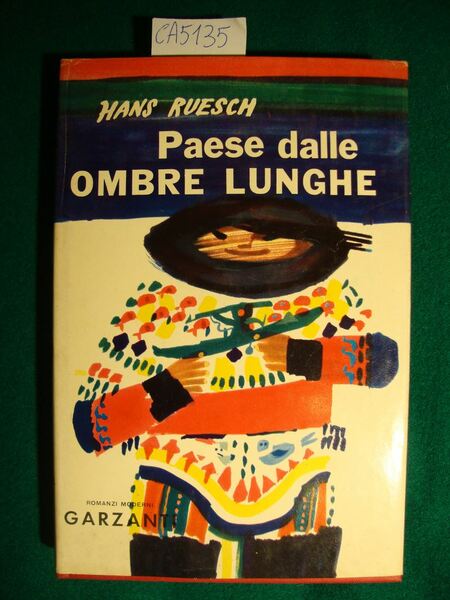 CA5135
HANS RUESCH
Paese dalle
OMBRE LUNGHE
ROMANZI MODERNI
GARZANTI